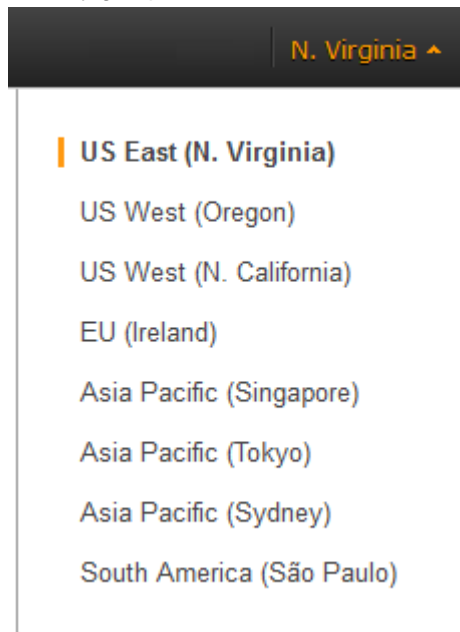 N. Virginia
US East (N. Virginia)
US West (Oregon)
US West (N. California)
EU (Ireland)
Asia Pacific (Singapore)
Asia Pacific (Tokyo)
Asia Pacific (Sydney)
South America (São Paulo)